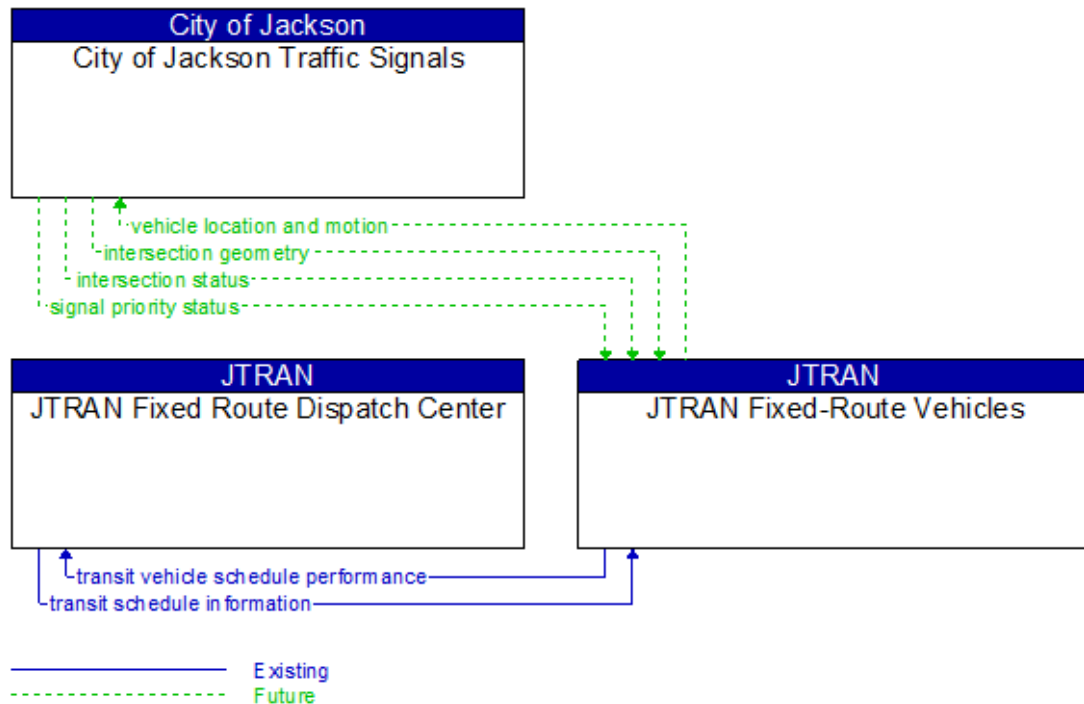 City of Jackson
City of Jackson Traffic Signals
vehicle location and motion
intersection geometry
intersection status
signal priority status
JTRAN
JTRAN Fixed Route Dispatch Center
JTRAN
JTRAN Fixed-Route Vehicles
transit vehicle schedule performance
transit schedule information
Existing
Future